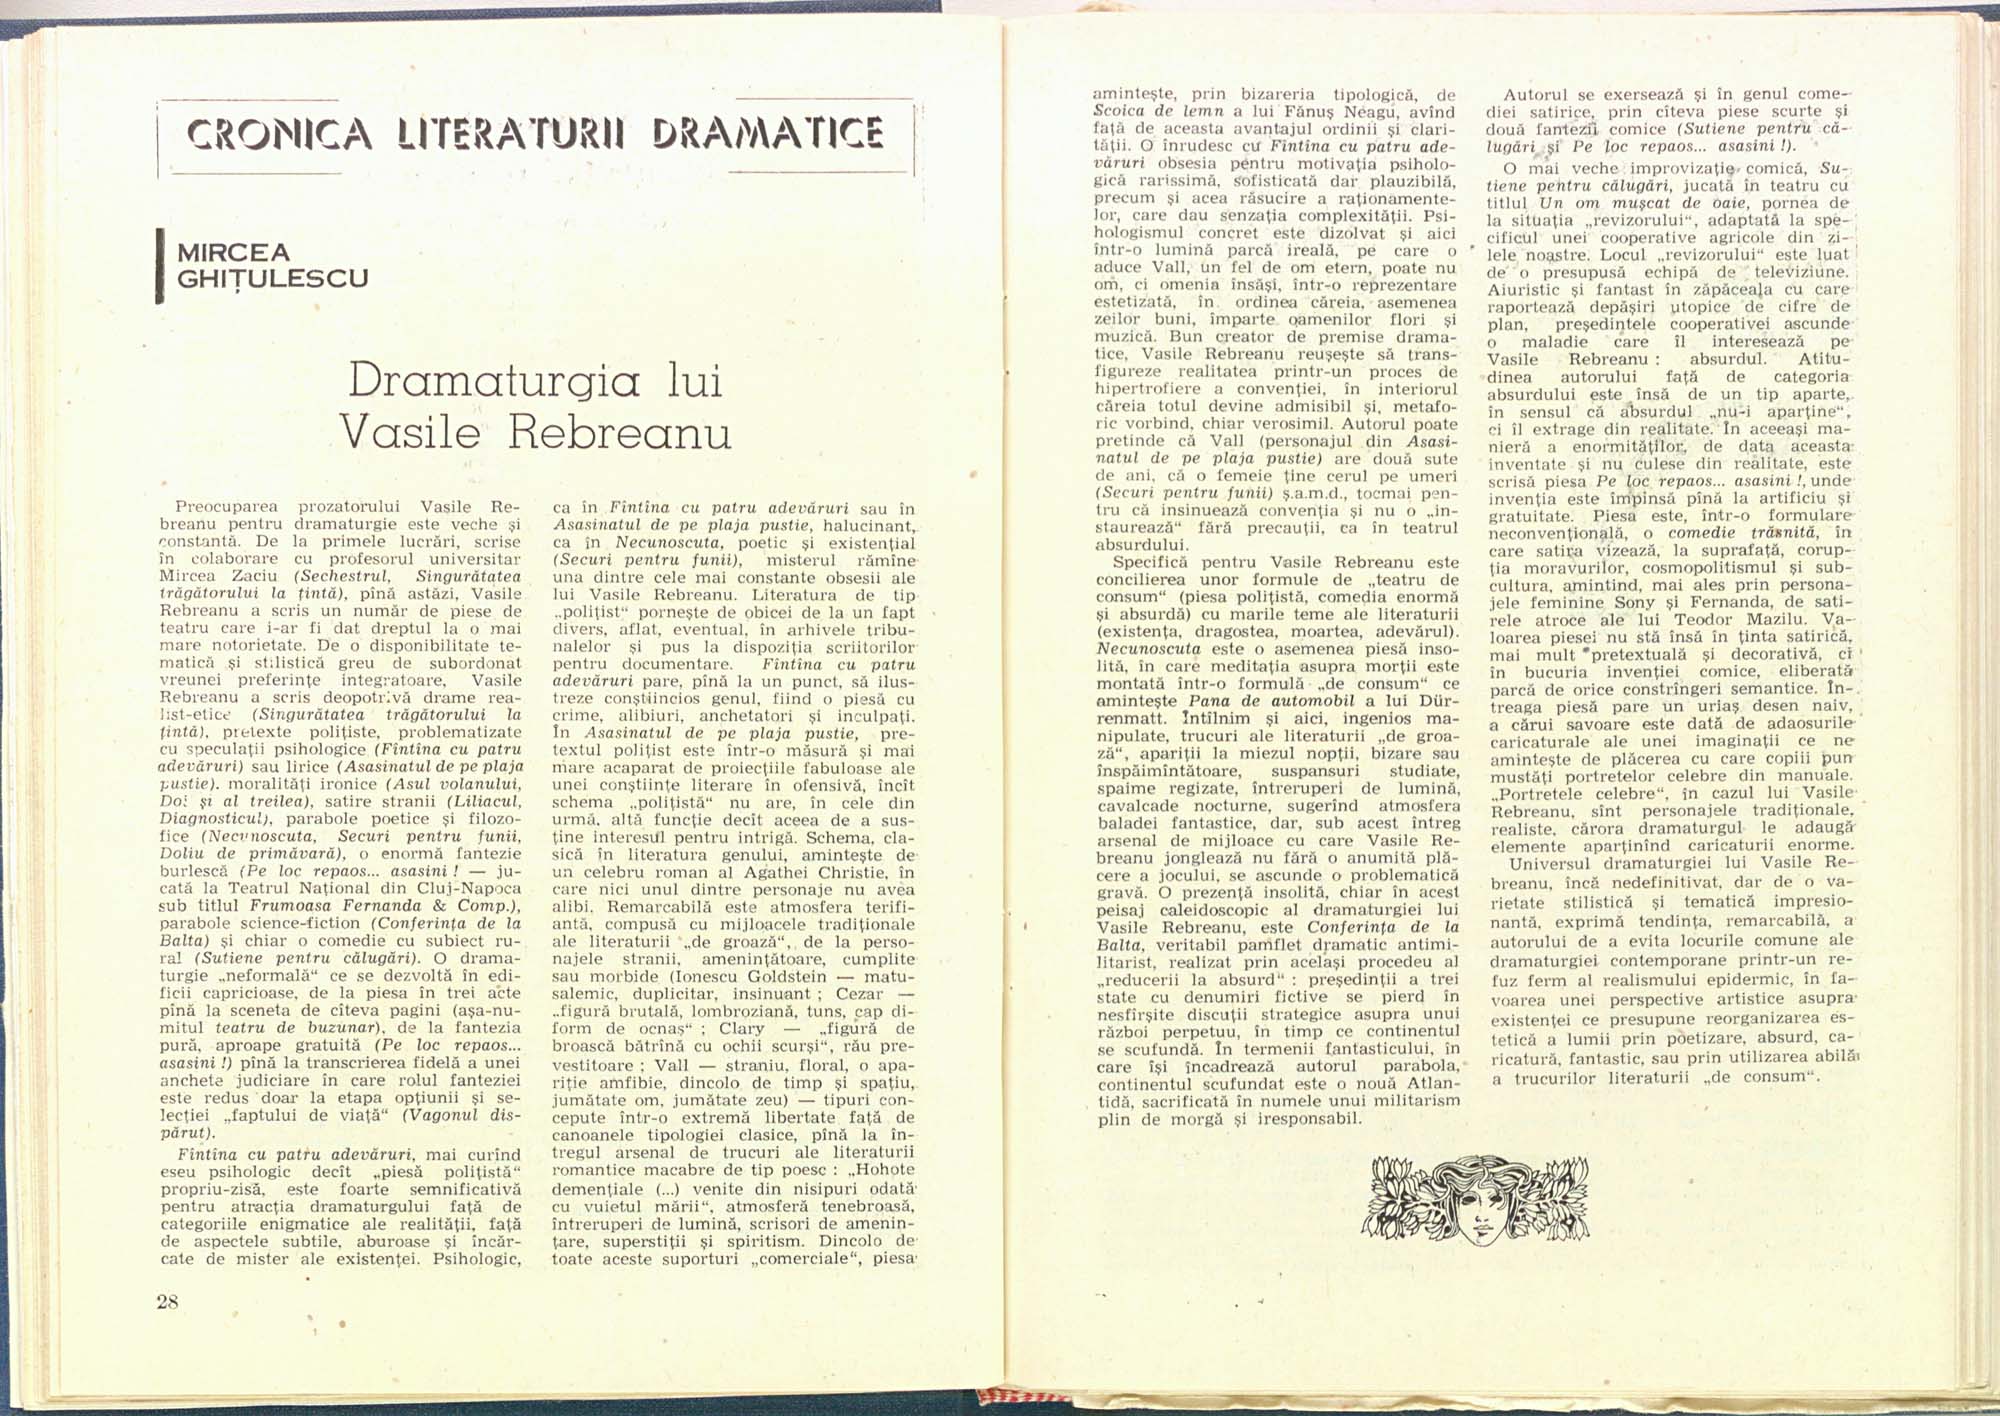 CRONICA LITERATURII DRAMATICE
MIRCEA
GHIȚULESCU
Dramaturgia lui
Vasile Rebreanu
Preocuparea prozatorului Vasile Re-
breanu pentru dramaturgie este veche și
constantă. De la primele lucrări, scrise
în colaborare cu profesorul universitar
Mircea Zaciu (Sechestrul, Singurătatea
trăgătorului la țintă), pînă astăzi, Vasile
Rebreanu a scris un număr de piese de
teatru care i-ar fi dat dreptul la o mai
mare notorietate. De o disponibilitate te-
matică și stilistică greu de subordonat
vreunei preferințe integratoare, Vasile
Rebreanu a scris deopotrivă drame rea-
list-etice (Singurătatea trăgătorului la
țintă), pretexte polițiste, problematizate
cu speculații psihologice (Fîntîna cu patru
adevăruri) sau lirice (Asasinatul de pe plaja
pustie). moralități ironice (Asul volanului,
Doi și al treilea), satire stranii (Liliacul,
Diagnosticul), parabole poetice și filozo-
fice (Necunoscuta, Securi pentru funii,
Doliu de primăvară), o enormă fantezie
burlescă (Pe loc repaos... asasini ! — ju-
cată la Teatrul Național din Cluj-Napoca
sub titlul Frumoasa Fernanda & Comp.),
parabole science-fiction (Conferința de la
Balta) și chiar o comedie cu subiect ru-
ral (Sutiene pentru călugări). O drama-
turgie „neformală“ ce se dezvoltă în edi-
ficii capricioase, de la piesa în trei acte
pînă la sceneta de cîteva pagini (așa-nu-
mitul teatru de buzunar), de la fantezia
pură, aproape gratuită (Pe loc repaos...
asasini !) pînă la transcrierea fidelă a unei
anchete judiciare în care rolul fanteziei
este redus doar la etapa opțiunii și se-
lecției „faptului de viață“ (Vagonul dis-
părut).
Fîntîna cu patru adevăruri, mai curînd
eseu psihologic decît „piesă polițistă“
propriu-zisă, este foarte semnificativă
pentru atracția dramaturgului față de
categoriile enigmatice ale realității, față
de aspectele subtile, aburoase și încăr-
cate de mister ale existenței. Psihologic,
28
ca în Fîntîna cu patru adevăruri sau în
Asasinatul de pe plaja pustie, halucinant,
ca în Necunoscuta, poetic și existențial
(Securi pentru funii), misterul rămîne
una dintre cele mai constante obsesii ale
lui Vasile Rebreanu. Literatura de tip
„polițist“ pornește de obicei de la un fapt
divers, aflat, eventual, în arhivele tribu-
nalelor și pus la dispoziția scriitorilor
pentru documentare. Fîntîna cu patru
adevăruri pare, pînă la un punct, să ilus-
treze conștiincios genul, fiind o piesă cu
crime, alibiuri, anchetatori și inculpați.
În Asasinatul de pe plaja pustie, pre-
textul polițist este într-o măsură și mai
mare acaparat de proiecțiile fabuloase ale
unei conștiințe literare în ofensivă, încît
schema „polițistă“ nu are, în cele din
urmă, altă funcție decît aceea de a sus-
ține interesul pentru intrigă. Schema, cla-
sică în literatura genului, amintește de
un celebru roman al Agathei Christie, în
care nici unul dintre personaje nu avea
alibi. Remarcabilă este atmosfera terifi-
antă, compusă cu mijloacele tradiționale
ale literaturii „de groază“, de la perso-
najele stranii, amenințătoare, cumplite
sau morbide (Ionescu Goldstein — matu-
salemic, duplicitar, insinuant ; Cezar —
„figură brutală, lombroziană, tuns, cap di-
form de ocnaș“ ; Clary — „figură de
broască bătrînă cu ochii scurși“, rău pre-
vestitoare ; Vall — straniu, floral, o apa-
riție amfibie, dincolo de timp și spațiu,
jumătate om, jumătate zeu) — tipuri con-
cepute într-o extremă libertate față de
canoanele tipologiei clasice, pînă la în-
tregul arsenal de trucuri ale literaturii
romantice macabre de tip poesc : „Hohote
demențiale (...) venite din nisipuri odată
cu vuietul mării“, atmosferă tenebroasă,
întreruperi de lumină, scrisori de amenin-
țare, superstiții și spiritism. Dincolo de
toate aceste suporturi „comerciale“, piesa
amintește, prin bizareria tipologică, de
Scoica de lemn a lui Fănuș Neagu, avînd
față de aceasta avantajul ordinii și clari-
tății. O înrudesc cu Fîntîna cu patru ade-
văruri obsesia pentru motivația psiholo-
gică rarissimă, sofisticată dar plauzibilă,
precum și acea răsucire a raționamente-
lor, care dau senzația complexității. Psi-
hologismul concret este dizolvat și aici
într-o lumină parcă ireală, pe care o
aduce Vall, un fel de om etern, poate nu
om, ci omenia însăși, într-o reprezentare
estetizată, în ordinea căreia, asemenea
zeilor buni, împarte oamenilor flori și
muzică. Bun creator de premise drama-
tice, Vasile Rebreanu reușește să trans-
figureze realitatea printr-un proces de
hipertrofiere a convenției, în interiorul
căreia totul devine admisibil și, metafo-
ric vorbind, chiar verosimil. Autorul poate
pretinde că Vall (personajul din Asasi-
natul de pe plaja pustie) are două sute
de ani, că o femeie ține cerul pe umeri
(Securi pentru funii) ș.a.m.d., tocmai pen-
tru că insinuează convenția și nu o „in-
staurează“ fără precauții, ca în teatrul
absurdului.
Specifică pentru Vasile Rebreanu este
concilierea unor formule de „teatru de
consum“ (piesa polițistă, comedia enormă
și absurdă) cu marile teme ale literaturii
(existența, dragostea, moartea, adevărul).
Necunoscuta este o asemenea piesă inso-
lită, în care meditația asupra morții este
montată într-o formulă „de consum“ ce
amintește Pana de automobil a lui Dür-
renmatt. Întîlnim și aici, ingenios ma-
nipulate, trucuri ale literaturii „de groa-
ză“, apariții la miezul nopții, bizare sau
înspăimîntătoare, suspansuri studiate,
spaime regizate, întreruperi de lumină,
cavalcade nocturne, sugerînd atmosfera
baladei fantastice, dar, sub acest întreg
arsenal de mijloace cu care Vasile Re-
breanu jonglează nu fără o anumită plă-
cere a jocului, se ascunde o problematică
gravă. O prezență insolită, chiar în acest
peisaj caleidoscopic al dramaturgiei lui
Vasile Rebreanu, este Conferința de la
Balta, veritabil pamflet dramatic antimi-
litarist, realizat prin același procedeu al
„reducerii la absurd“ : președinții a trei
state cu denumiri fictive se pierd în
nesfîrșite discuții strategice asupra unui
război perpetuu, în timp ce continentul
se scufundă. În termenii fantasticului, în
care își încadrează autorul parabola,
continentul scufundat este o nouă Atlan-
tidă, sacrificată în numele unui militarism
plin de morgă și iresponsabil.
Autorul se exersează și în genul come-
diei satirice, prin cîteva piese scurte și
două fantezii comice (Sutiene pentru că-
lugări și Pe loc repaos... asasini !).
O mai veche improvizație comică, Su-
tiene pentru călugări, jucată în teatru cu
titlul Un om mușcat de oaie, pornea de
la situația „revizorului“, adaptată la spe-
cificul unei cooperative agricole din zi-
lele noastre. Locul „revizorului“ este luat
de o presupusă echipă de televiziune.
Aiuristic și fantast în zăpăceala cu care
raportează depășiri utopice de cifre de
plan, președintele cooperativei ascunde
o maladie care îl interesează pe
Vasile Rebreanu : absurdul. Atitu-
dinea autorului față de categoria
absurdului este însă de un tip aparte,
în sensul că absurdul „nu-i aparține“,
ci îl extrage din realitate. În aceeași ma-
nieră a enormităților, de data aceasta
inventate și nu culese din realitate, este
scrisă piesa Pe loc repaos... asasini !, unde
invenția este împinsă pînă la artificiu și
gratuitate. Piesa este, într-o formulare
neconvențională, o comedie trăsnită, în
care satira vizează, la suprafață, corup-
ția moravurilor, cosmopolitismul și sub-
cultura, amintind, mai ales prin persona-
jele feminine Sony și Fernanda, de sati-
rele atroce ale lui Teodor Mazilu. Va-
loarea piesei nu stă însă în ținta satirică,
mai mult pretextuală și decorativă, ci
în bucuria invenției comice, eliberată
parcă de orice constrîngeri semantice. În-
treaga piesă pare un uriaș desen naiv,
a cărui savoare este dată de adaosurile
caricaturale ale unei imaginații ce ne
amintește de plăcerea cu care copiii pun
mustăți portretelor celebre din manuale.
„Portretele celebre“, în cazul lui Vasile
Rebreanu, sînt personajele tradiționale,
realiste, cărora dramaturgul le adaugă
elemente aparținînd caricaturii enorme.
Universul dramaturgiei lui Vasile Re-
breanu, încă nedefinitivat, dar de o va-
rietate stilistică și tematică impresio-
nantă, exprimă tendința, remarcabilă, a
autorului de a evita locurile comune ale
dramaturgiei contemporane printr-un re-
fuz ferm al realismului epidermic, în fa-
voarea unei perspective artistice asupra
existenței ce presupune reorganizarea es-
tetică a lumii prin poetizare, absurd, ca-
ricatură, fantastic, sau prin utilizarea abilă
a trucurilor literaturii „de consum“.